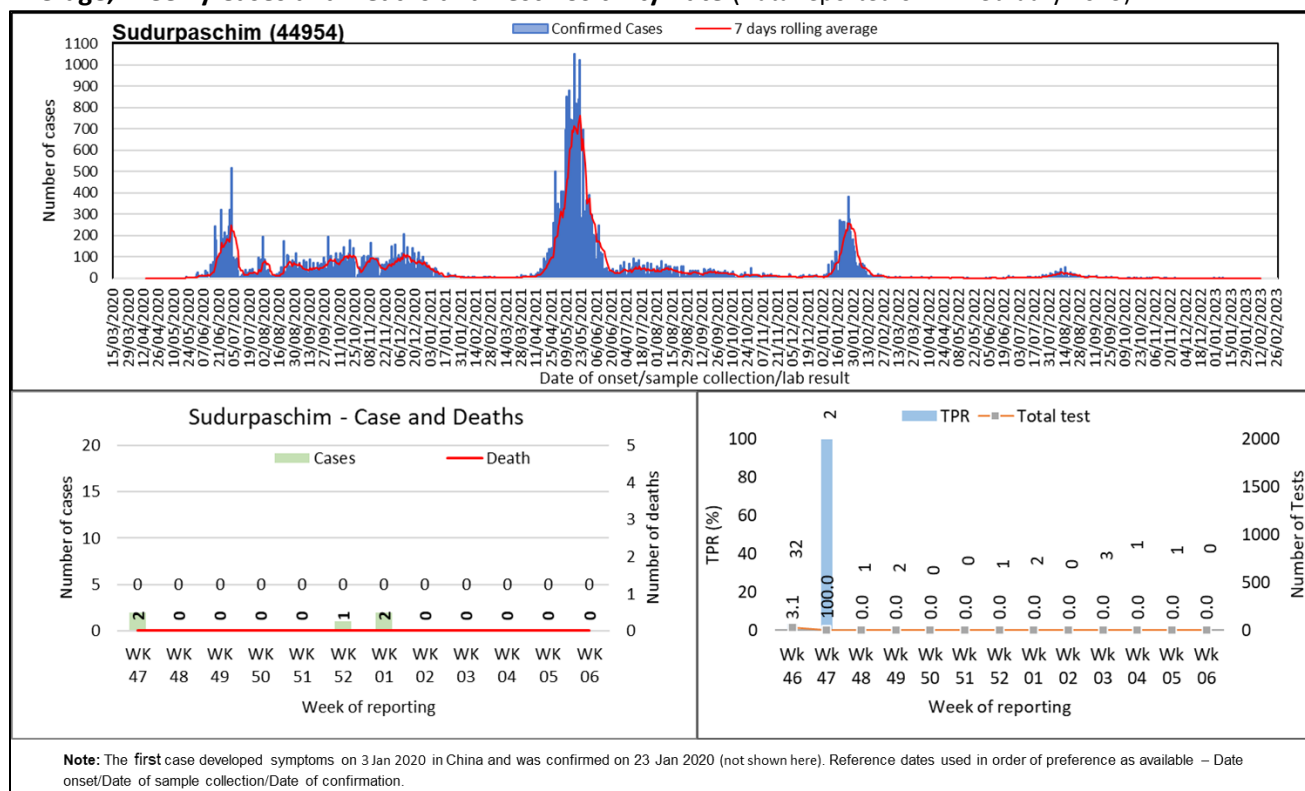 Sudurpaschim (44954)
Confirmed Cases 7 days rolling average
Number of cases
1100
1000
900
800
700
600
500
400
300
200
100
0
15/03/2020 29/03/2020 12/04/2020 26/04/2020 10/05/2020 24/05/2020 07/06/2020 21/06/2020 05/07/2020 19/07/2020 02/08/2020 16/08/2020 30/08/2020 13/09/2020 27/09/2020 11/10/2020 25/10/2020 08/11/2020 22/11/2020 06/12/2020 20/12/2020 03/01/2021 17/01/2021 31/01/2021 14/02/2021 28/02/2021 14/03/2021 28/03/2021 11/04/2021 25/04/2021 09/05/2021 23/05/2021 06/06/2021 20/06/2021 04/07/2021 18/07/2021 01/08/2021 15/08/2021 29/08/2021 12/09/2021 26/09/2021 10/10/2021 24/10/2021 07/11/2021 21/11/2021 05/12/2021 19/12/2021 02/01/2022 16/01/2022 30/01/2022 13/02/2022 27/02/2022 13/03/2022 27/03/2022 10/04/2022 24/04/2022 08/05/2022 22/05/2022 05/06/2022 19/06/2022 03/07/2022 17/07/2022 31/07/2022 14/08/2022 28/08/2022 11/09/2022 25/09/2022 09/10/2022 23/10/2022 06/11/2022 20/11/2022 04/12/2022 18/12/2022 01/01/2023 15/01/2023 29/01/2023 12/02/2023 26/02/2023
Date of onset/sample collection/lab result
Sudurpaschim - Case and Deaths
Cases Death
Number of cases
20
15
10
5
0
0 0 0 0 0 0 0 0 0 0 0 0
2 0 0 0 0 1 2 0 0 0 0 0
WK 47 WK 48 WK 49 WK 50 WK 51 WK 52 WK 01 WK 02 WK 03 WK 04 WK 05 WK 06
Week of reporting
5
4
3
2
1
0
Number of deaths
TPR Total test
TPR (%)
100
80
60
40
20
0
32 2 1 2 0 0 1 2 0 3 1 1 0
3.1 100.0 0.0 0.0 0.0 0.0 0.0 0.0 0.0 0.0 0.0 0.0 0.0
Wk 46 Wk 47 Wk 48 Wk 49 Wk 50 Wk 51 Wk 52 Wk 01 Wk 02 Wk 03 Wk 04 Wk 05 Wk 06
Week of reporting
2000
1500
1000
500
0
Number of Tests
Note: The first case developed symptoms on 3 Jan 2020 in China and was confirmed on 23 Jan 2020 (not shown here). Reference dates used in order of preference as available – Date
onset/Date of sample collection/Date of confirmation.